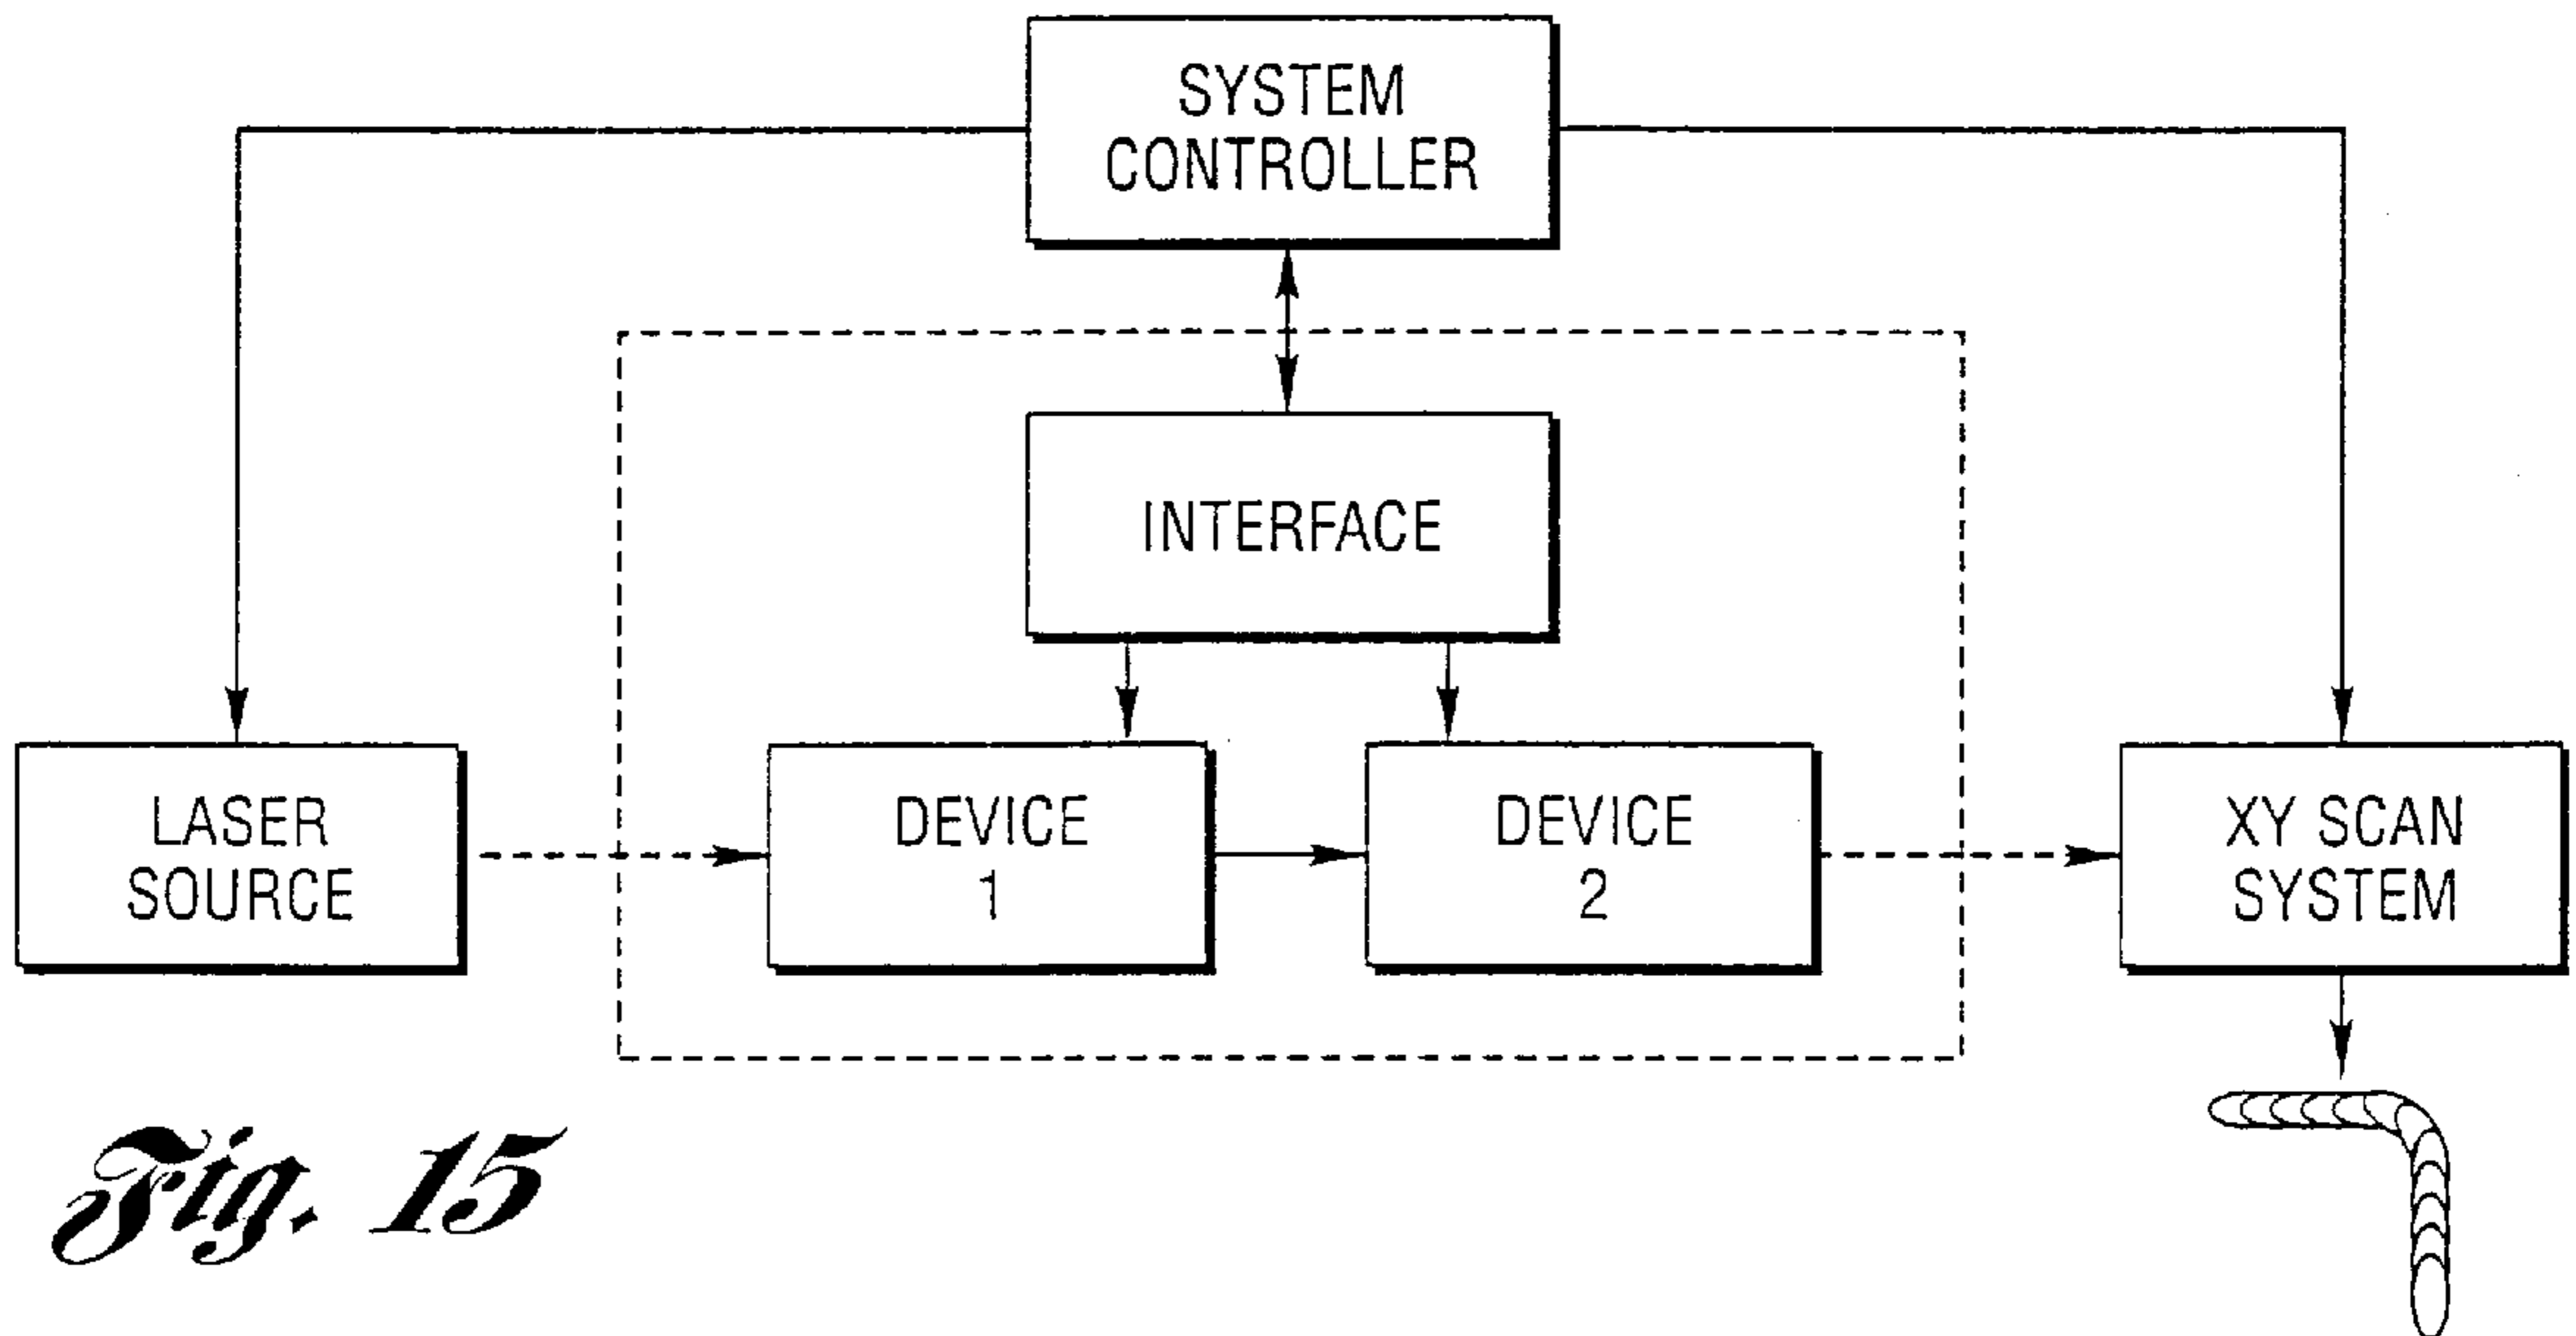 SYSTEM
CONTROLLER
INTERFACE
LASER
SOURCE
DEVICE
1
DEVICE
2
XY SCAN
SYSTEM
Fig. 15